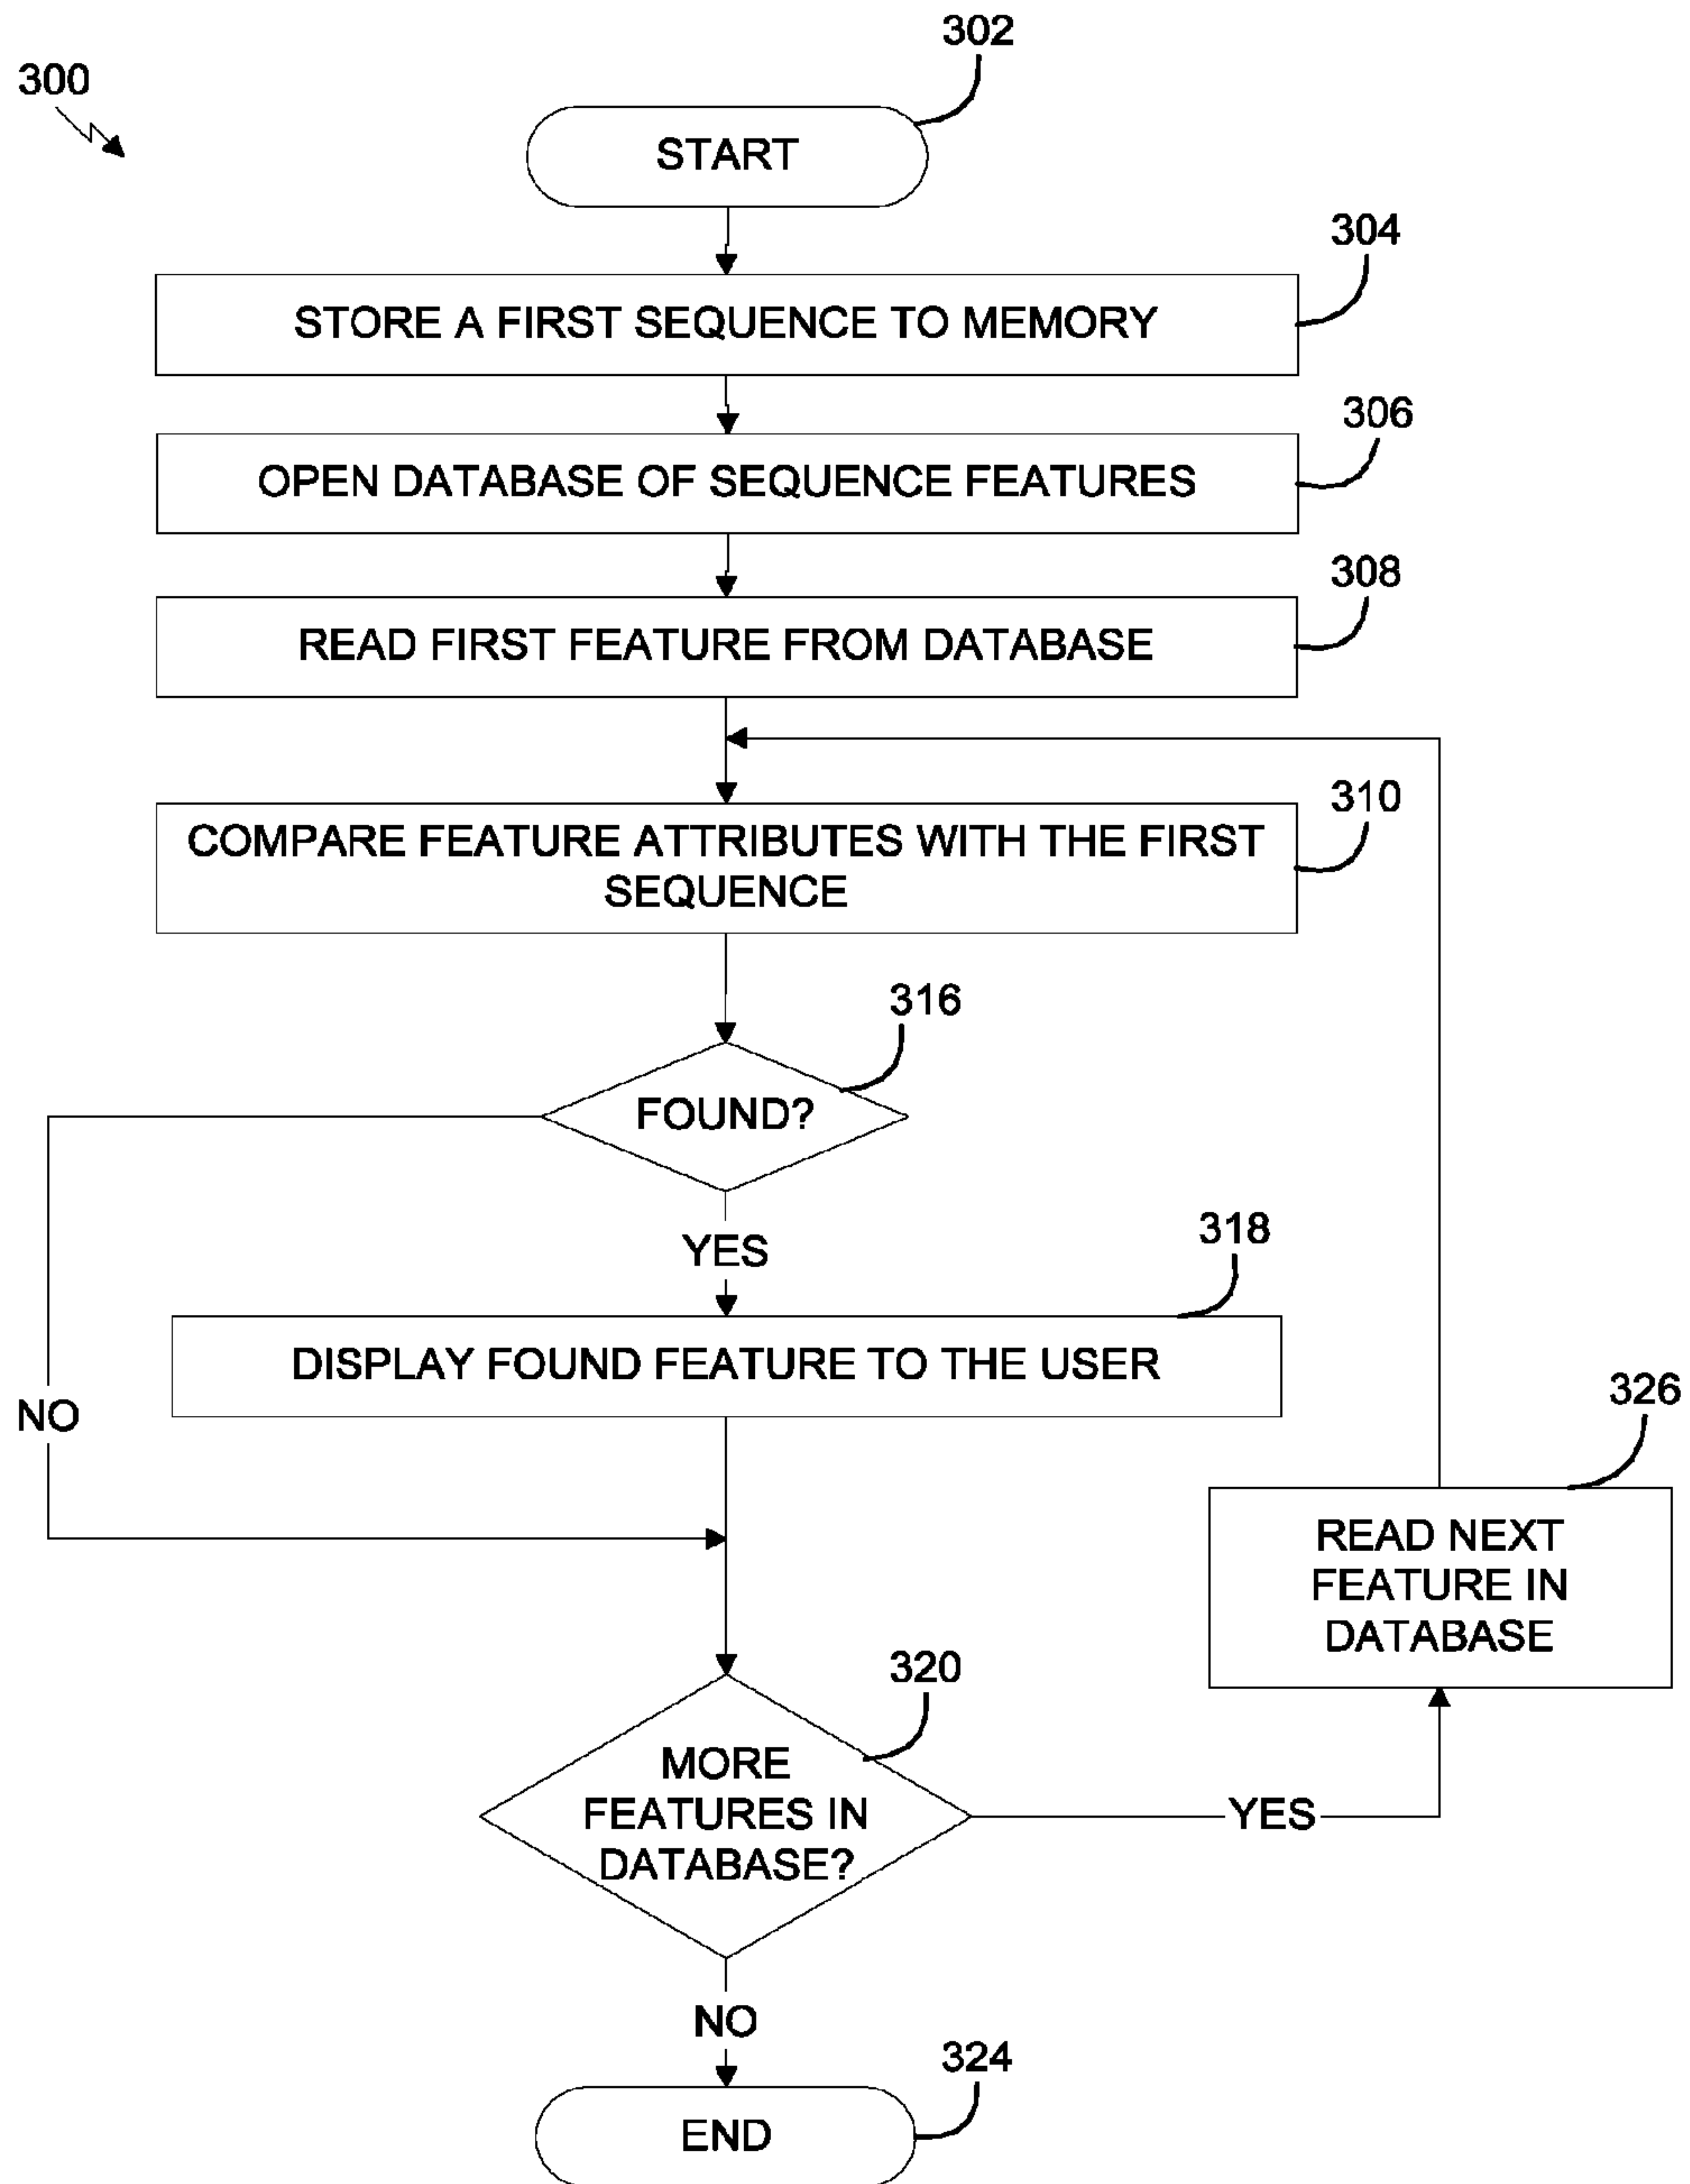 302
300
START
304
STORE A FIRST SEQUENCE TO MEMORY
306
OPEN DATABASE OF SEQUENCE FEATURES
308
READ FIRST FEATURE FROM DATABASE
310
COMPARE FEATURE ATTRIBUTES WITH THE FIRST
SEQUENCE
316
FOUND?
YES
318
DISPLAY FOUND FEATURE TO THE USER
NO
326
READ NEXT
FEATURE IN
DATABASE
320
MORE
FEATURES IN
DATABASE?
YES
NO
324
END